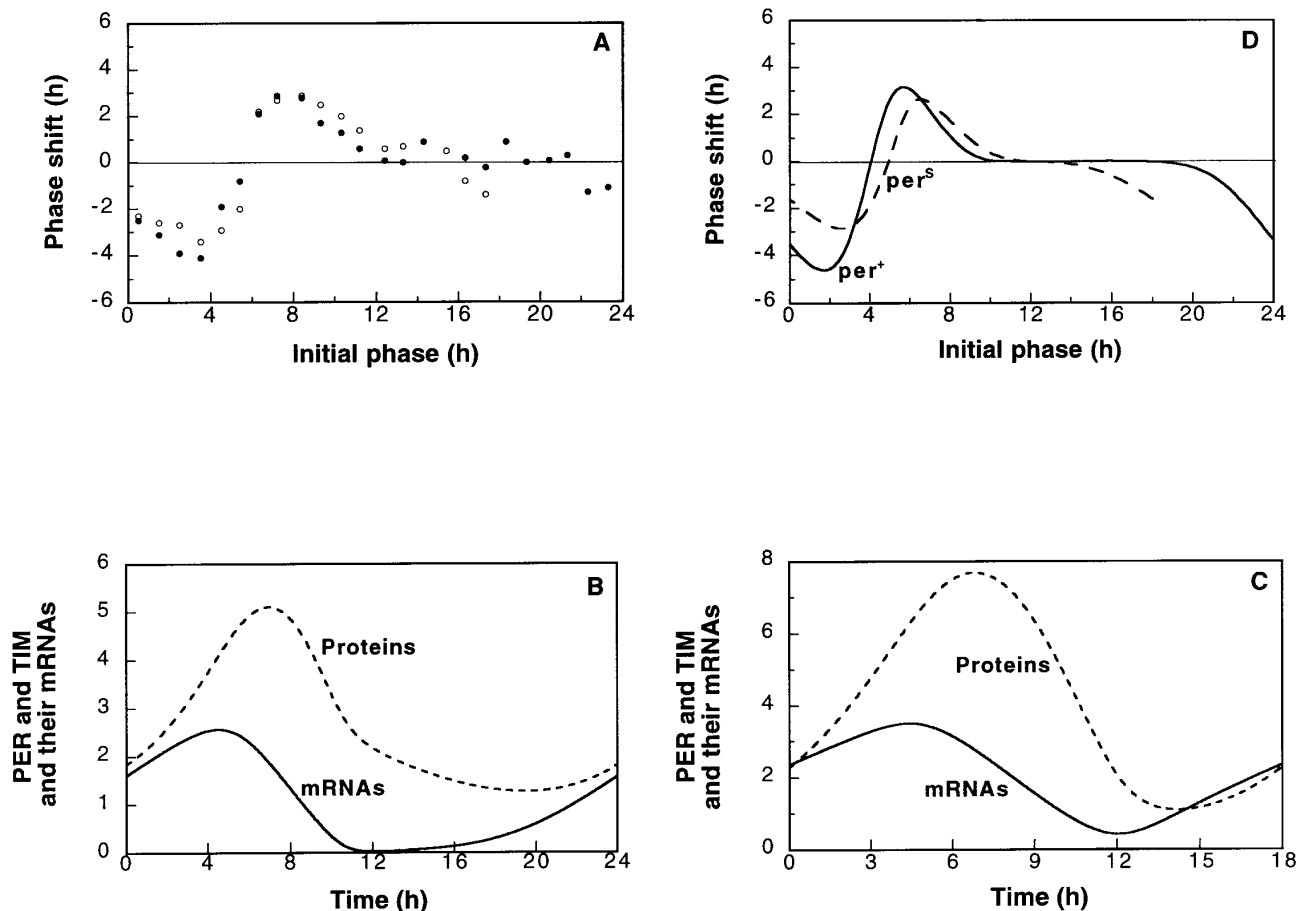 A
Phase shift (h)
6
4
2
0
-2
-4
-6
0 4 8 12 16 20 24
Initial phase (h)
D
Phase shift (h)
6
4
2
0
-2
-4
-6
per^S
per^+
0 4 8 12 16 20 24
Initial phase (h)
B
PER and TIM
and their mRNAs
6
5
4
3
2
1
0
Proteins
mRNAs
0 4 8 12 16 20 24
Time (h)
C
PER and TIM
and their mRNAs
8
6
4
2
0
Proteins
mRNAs
0 3 6 9 12 15 18
Time (h)